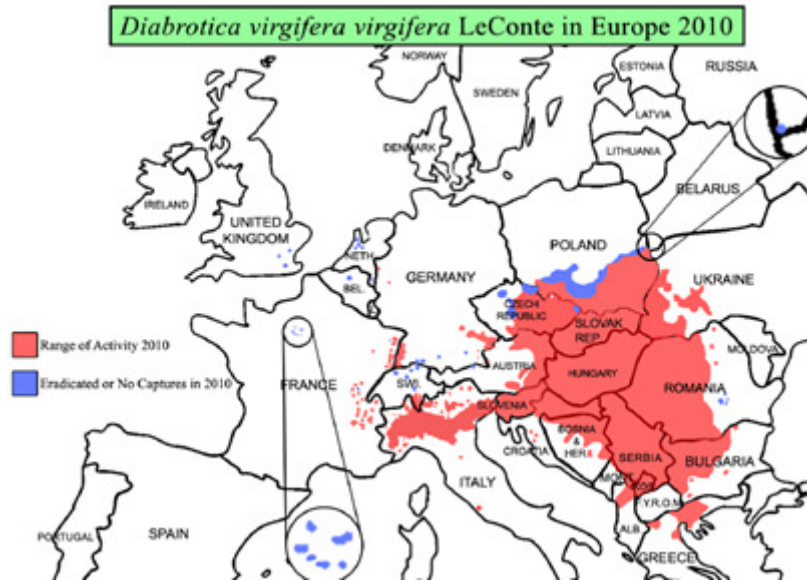 Diabrotica virgifera virgifera LeConte in Europe 2010
NORWAY
SWEDEN
ESTONIA
RUSSIA
LATVIA
LITHUANIA
DENMARK
BELARUS
IRELAND
UNITED
KINGDOM
NETH.
BEL.
GERMANY
POLAND
UKRAINE
CZECH
REPUBLIC
SLOVAK
REP.
Range of Activity 2010
Eradicated or No Captures in 2010
FRANCE
SWI.
AUSTRIA
HUNGARY
MOLDOVA
ROMANIA
SLOVENIA
CROATIA
BOSNIA
&
HER.
SERBIA
BULGARIA
MONT.
KOS.
ITALY
ALB.
GREECE
PORTUGAL
SPAIN